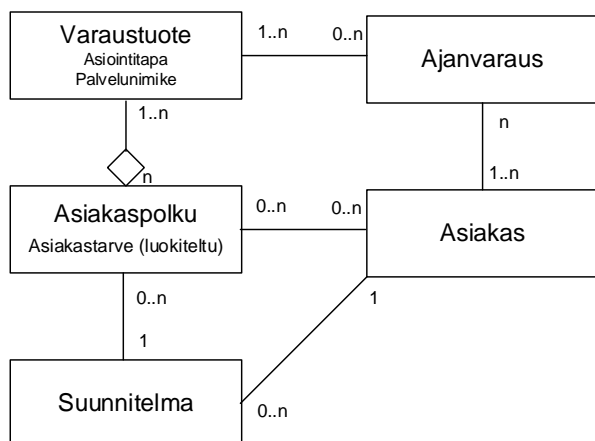 Varaustuote
Asiointitapa
Palvelunimike
1..n
0..n
Ajanvaraus
1..n
n
n
1..n
Asiakaspolku
Asiakastarve (luokiteltu)
0..n
0..n
Asiakas
0..n
1
1
Suunnitelma
0..n